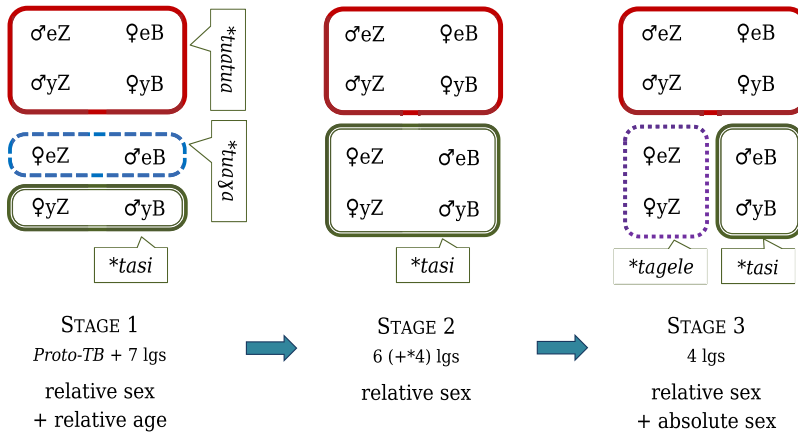 ♂eZ ♀eB
♂yZ ♀yB
*tuatua
♀eZ ♂eB
*tuaɣa
♀yZ ♂yB
*tasi
STAGE 1
Proto-TB + 7 lgs
relative sex
+ relative age
♂eZ ♀eB
♂yZ ♀yB
♀eZ ♂eB
♀yZ ♂yB
*tasi
STAGE 2
6 (+*4) lgs
relative sex
♂eZ ♀eB
♂yZ ♀yB
♀eZ ♂eB
♀yZ ♂yB
*tagele *tasi
STAGE 3
4 lgs
relative sex
+ absolute sex